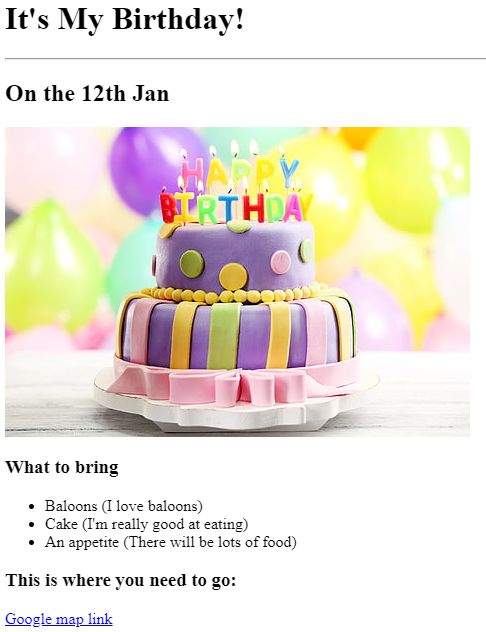 It's My Birthday!
On the 12th Jan
HAPPY
BIRTHDAY
What to bring
Baloons (I love baloons)
Cake (I'm really good at eating)
An appetite (There will be lots of food)
This is where you need to go:
Google map link